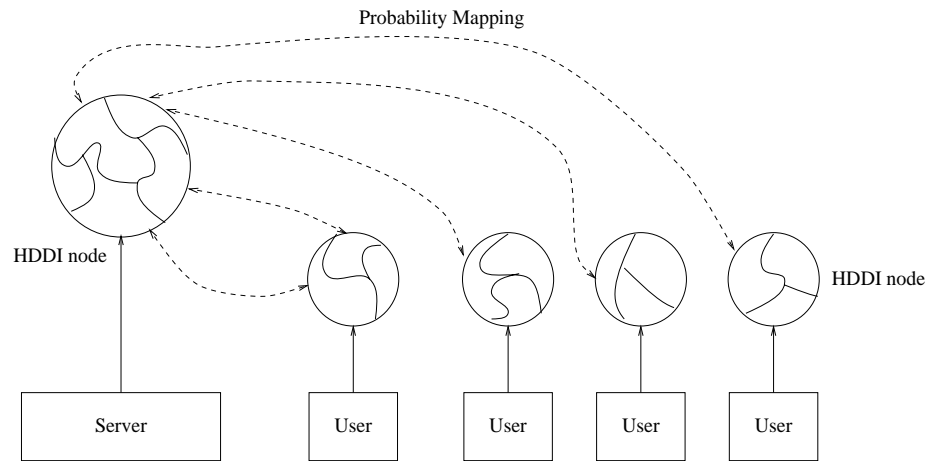 Probability Mapping
HDDI node
HDDI node
Server
User
User
User
User